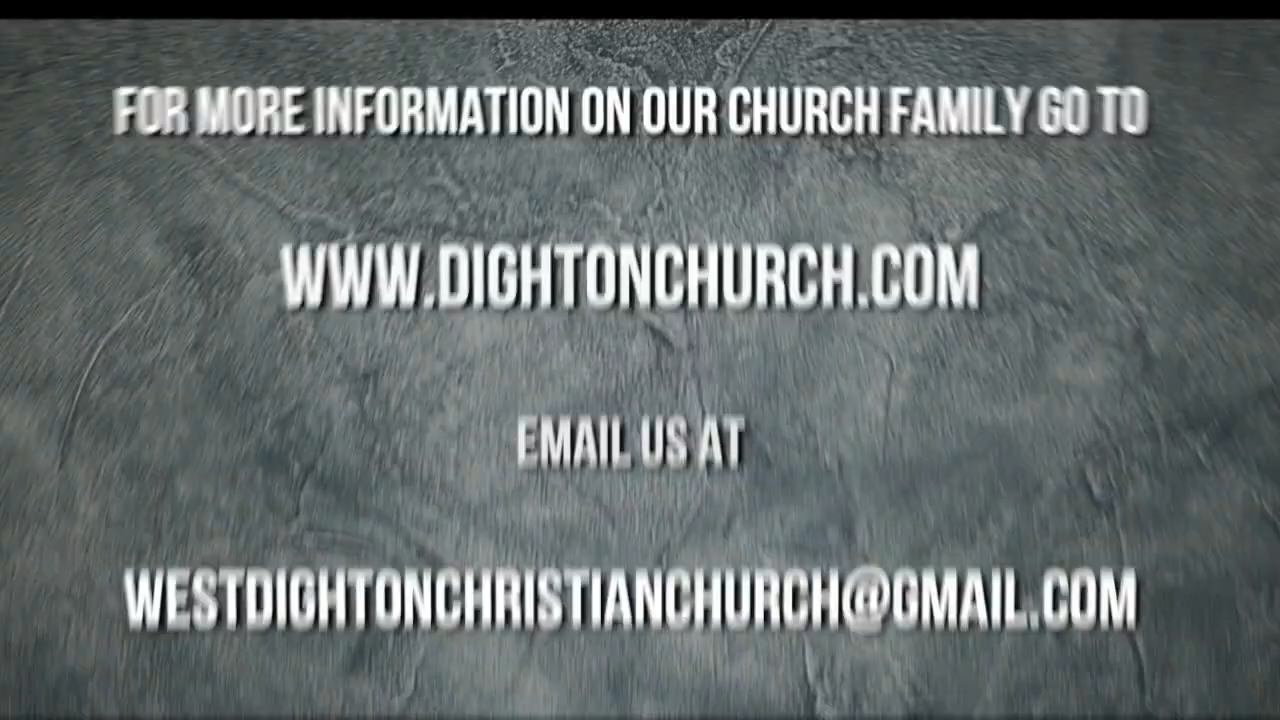 FOR MORE INFORMATION ON OUR CHURCH FAMILY GO TO
WWW.DIGHTONCHURCH.COM
EMAIL US AT
WESTDIGHTONCHRISTIANCHURCH@GMAIL.COM